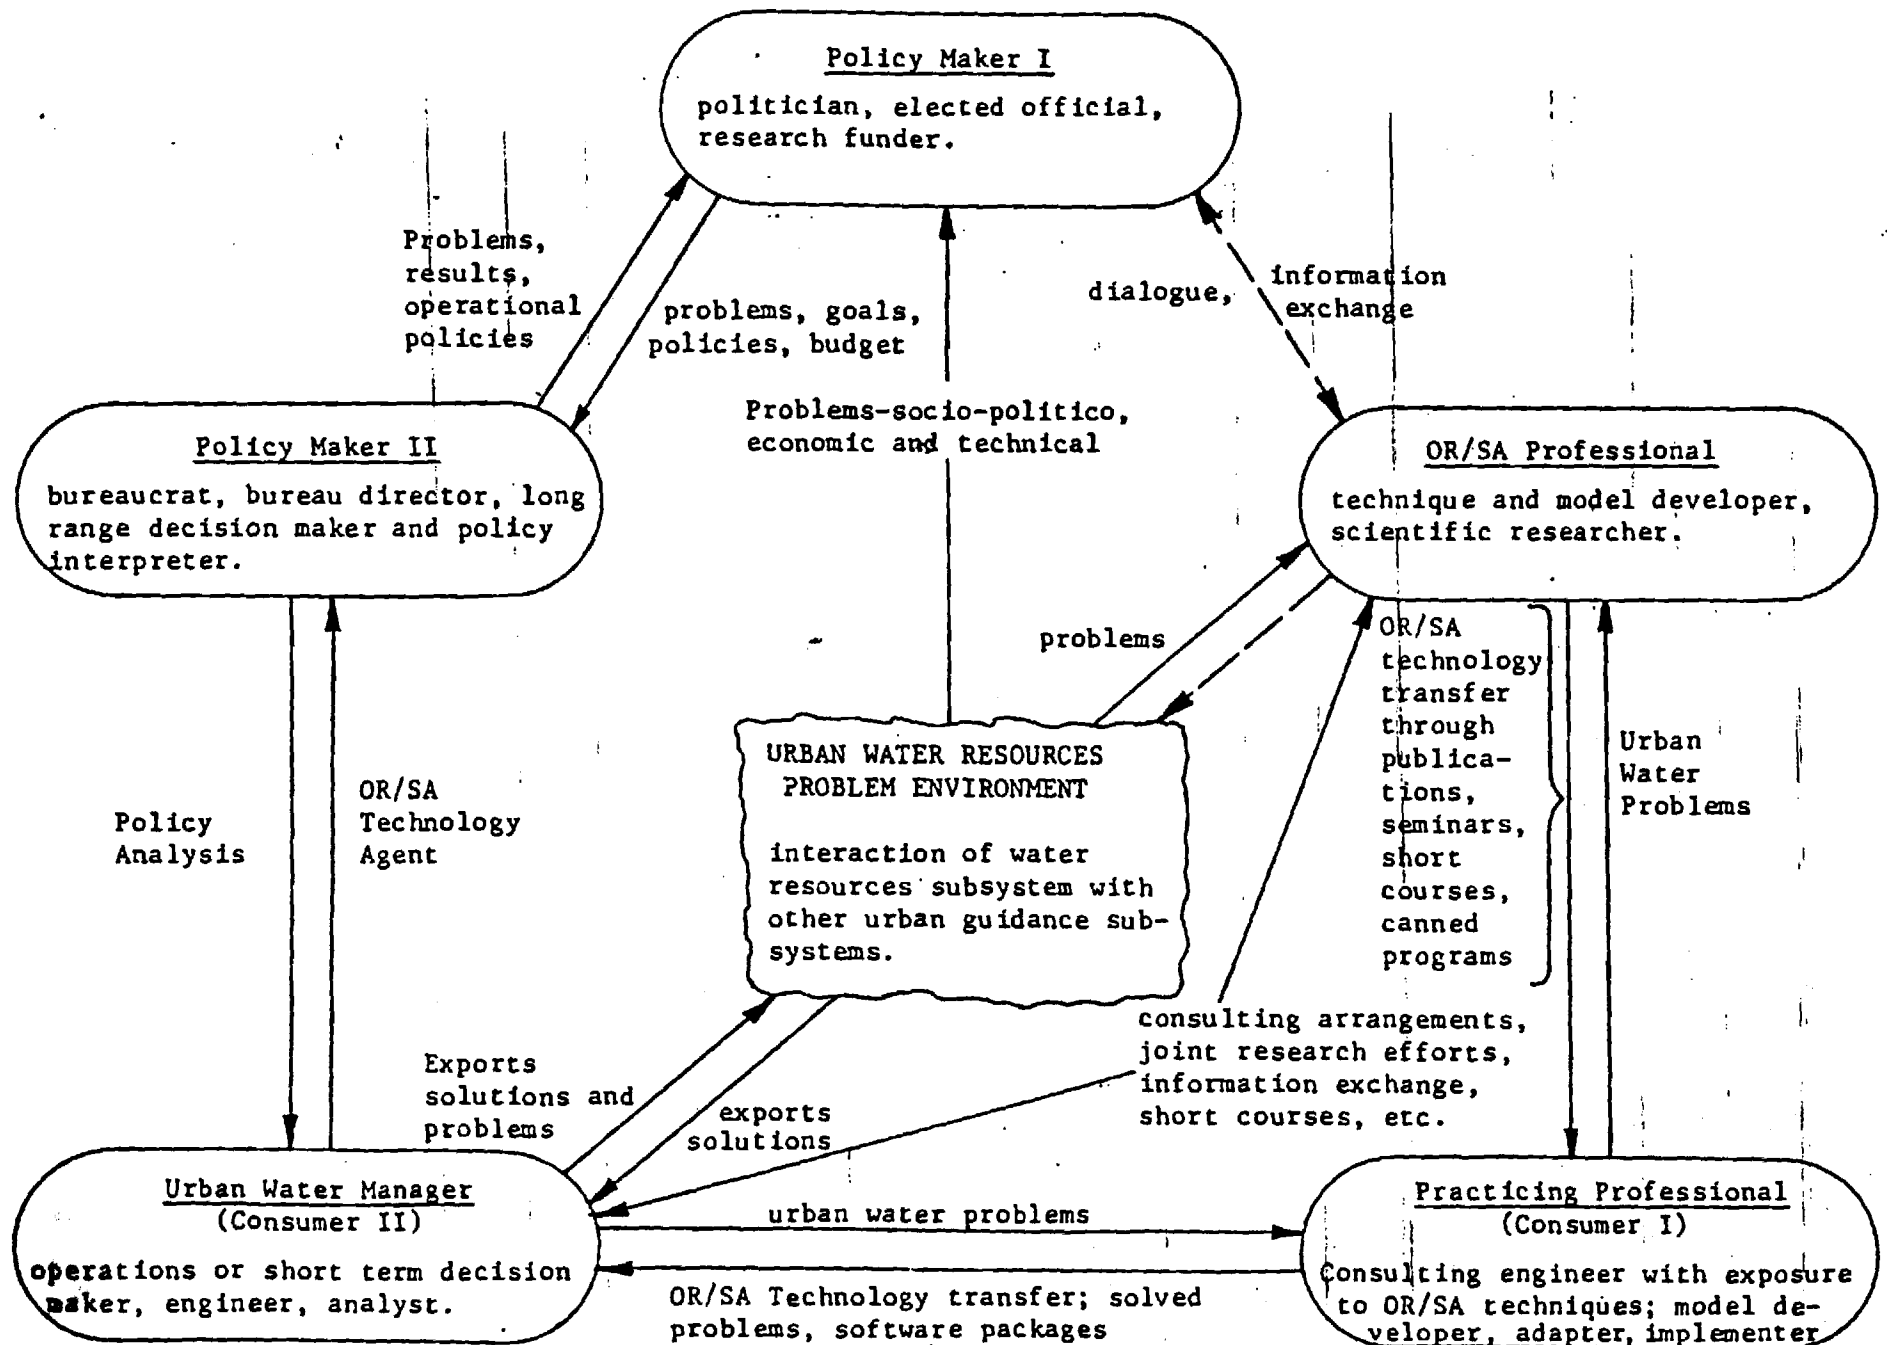 Policy Maker I
politician, elected official,
research funder.
Problems,
results,
operational
policies
problems, goals,
policies, budget
dialogue,
information
exchange
Problems-socio-politico,
economic and technical
Policy Maker II
bureaucrat, bureau director, long
range decision maker and policy
interpreter.
OR/SA Professional
technique and model developer,
scientific researcher.
problems
OR/SA
technology
transfer
through
publica-
tions,
seminars,
short
courses,
canned
programs
Urban
Water
Problems
Policy
Analysis
OR/SA
Technology
Agent
URBAN WATER RESOURCES
PROBLEM ENVIRONMENT
interaction of water
resources subsystem with
other urban guidance sub-
systems.
Exports
solutions and
problems
exports
solutions
consulting arrangements,
joint research efforts,
information exchange,
short courses, etc.
Urban Water Manager
(Consumer II)
operations or short term decision
maker, engineer, analyst.
urban water problems
OR/SA Technology transfer; solved
problems, software packages
Practicing Professional
(Consumer I)
Consulting engineer with exposure
to OR/SA techniques; model de-
veloper, adapter, implementer